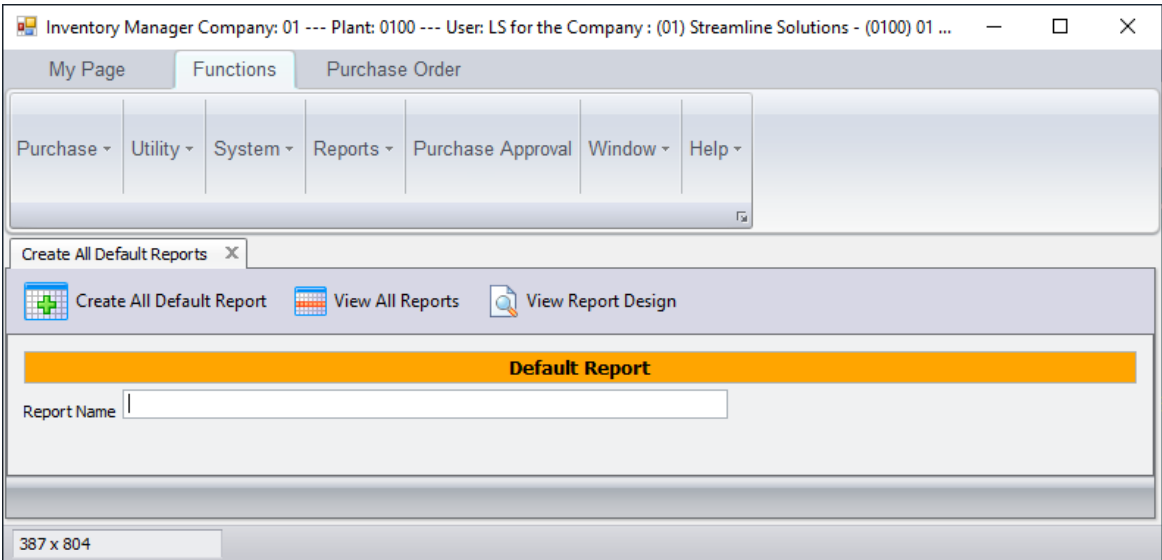 Inventory Manager Company: 01 --- Plant: 0100 --- User: LS for the Company : (01) Streamline Solutions - (0100) 01 ...
My Page Functions Purchase Order
Purchase Utility System Reports Purchase Approval Window Help
Create All Default Reports X
Create All Default Report View All Reports View Report Design
Default Report
Report Name
387 x 804